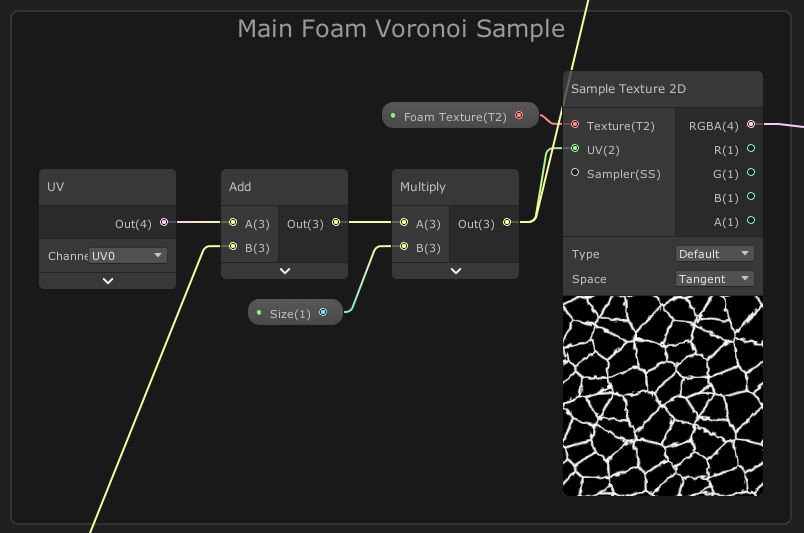 Main Foam Voronoi Sample
Sample Texture 2D
Foam Texture(T2)
Texture(T2)
RGBA(4)
UV(2)
R(1)
Sampler(SS)
G(1)
B(1)
A(1)
UV
Add
Multiply
Out(4)
A(3)
Out(3)
A(3)
Out(3)
B(3)
B(3)
Channe
UV0
Type
Default
Space
Tangent
Size(1)